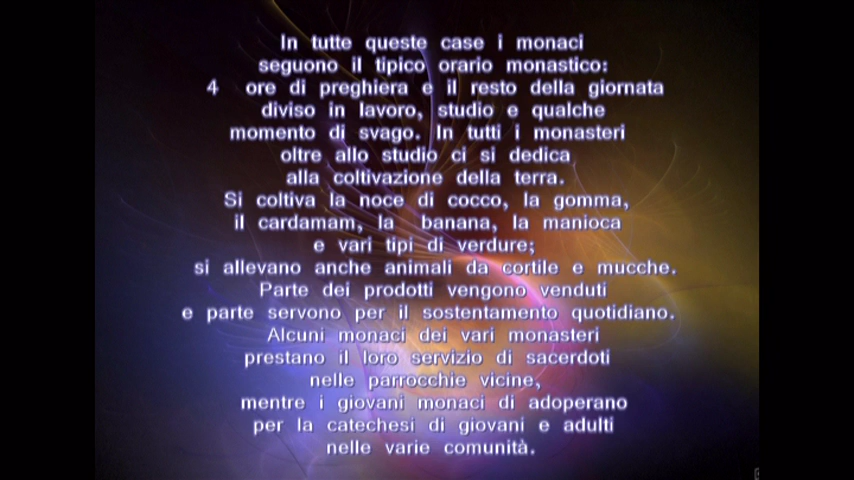 In tutte queste case i monaci
seguono il tipico orario monastico:
4 ore di preghiera e il resto della giornata
diviso in lavoro, studio e qualche
momento di svago. In tutti i monasteri
oltre allo studio ci si dedica
alla coltivazione della terra.
Si coltiva la noce di cocco, la gomma,
il cardamam, la banana, la manioca
e vari tipi di verdure;
si allevano anche animali da cortile e mucche.
Parte dei prodotti vengono venduti
e parte servono per il sostentamento quotidiano.
Alcuni monaci dei vari monasteri
prestano il loro servizio di sacerdoti
nelle parrocchie vicine,
mentre i giovani monaci di adoperano
per la catechesi di giovani e adulti
nelle varie comunità.